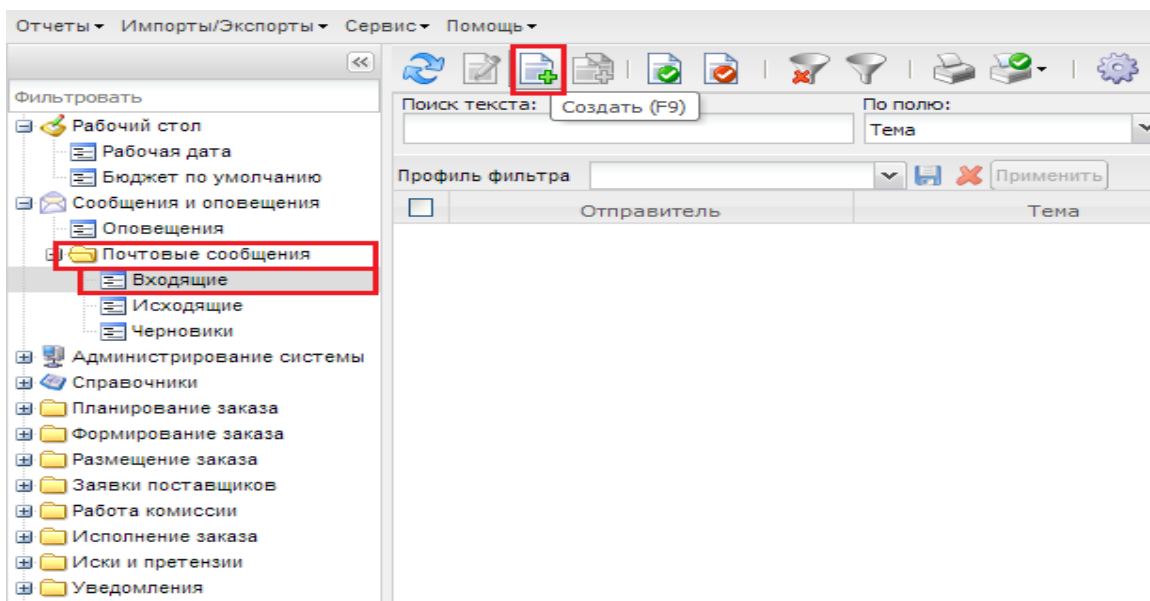 Отчеты Импорты/Экспорты Сервис Помощь
Фильтровать
Рабочий стол
Рабочая дата
Бюджет по умолчанию
Сообщения и оповещения
Оповещения
Почтовые сообщения
Входящие
Исходящие
Черновики
Администрирование системы
Справочники
Планирование заказа
Формирование заказа
Размещение заказа
Заявки поставщиков
Работа комиссии
Исполнение заказа
Иски и претензии
Уведомления
Поиск текста: Создать (F9) По полю:
Тема
Профиль фильтра Применить
Отправитель Тема